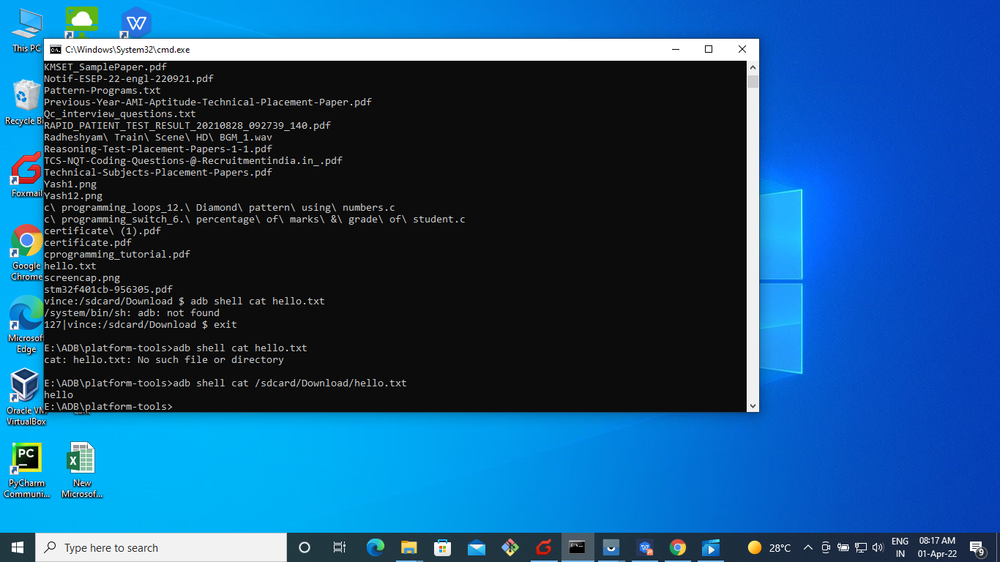 This PC
Recycle Bi
Foxmail
Google
Chrome
Microsof
Edge
Oracle VM
VirtualBox
PyCharm
Communi...
New
Microsof...
C:\Windows\System32\cmd.exe
KMSET_SamplePaper.pdf
Notif-ESEP-22-engl-220921.pdf
Pattern-Programs.txt
Previous-Year-AMI-Aptitude-Technical-Placement-Paper.pdf
Qc_interview_questions.txt
RAPID_PATIENT_TEST_RESULT_20210828_092739_140.pdf
Radheshyam\ Train\ Scene\ HD\ BGM_1.wav
Reasoning-Test-Placement-Papers-1-1.pdf
TCS-NQT-Coding-Questions-@-Recruitmentindia.in_.pdf
Technical-Subjects-Placement-Papers.pdf
Yash1.png
Yash12.png
c\ programming_loops_12.\ Diamond\ pattern\ using\ numbers.c
c\ programming_switch_6.\ percentage\ of\ marks\ &\ grade\ of\ student.c
certificate\ (1).pdf
certificate.pdf
cprogramming_tutorial.pdf
hello.txt
screencap.png
stm32f401cb-956305.pdf
vince:/sdcard/Download $ adb shell cat hello.txt
/system/bin/sh: adb: not found
127|vince:/sdcard/Download $ exit
E:\ADB\platform-tools>adb shell cat hello.txt
cat: hello.txt: No such file or directory
E:\ADB\platform-tools>adb shell cat /sdcard/Download/hello.txt
hello
E:\ADB\platform-tools>
Type here to search
28°C
ENG
IN
08:17 AM
01-Apr-22
9